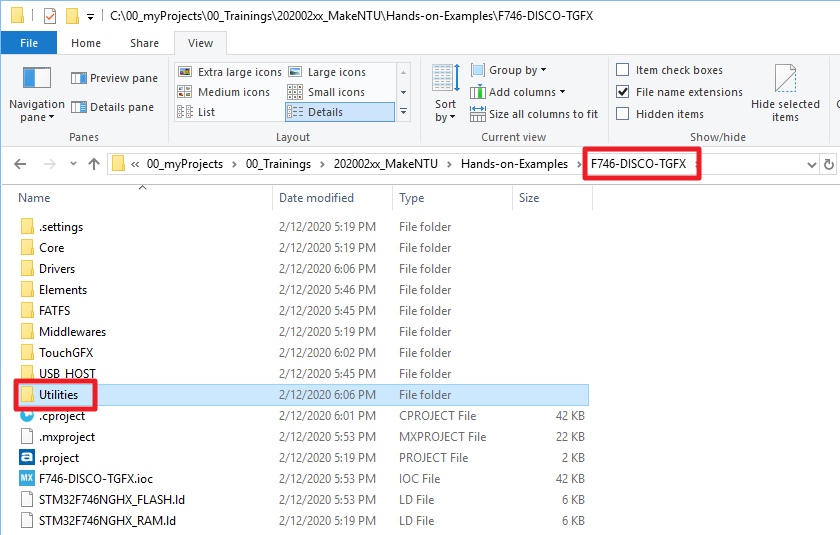 C:\00_myProjects\00_Trainings\202002xx_MakeNTU\Hands-on-Examples\F746-DISCO-TGFX
File Home Share View
Navigation pane
Preview pane
Details pane
Panes
Extra large icons Large icons
Medium icons Small icons
List Details
Layout
Sort by
Group by
Add columns
Size all columns to fit
Current view
Item check boxes
File name extensions
Hidden items
Hide selected items
Show/hide
« 00_myProjects › 00_Trainings › 202002xx_MakeNTU › Hands-on-Examples › F746-DISCO-TGFX
Name Date modified Type Size
.settings 2/12/2020 5:19 PM File folder
Core 2/12/2020 5:19 PM File folder
Drivers 2/12/2020 6:06 PM File folder
Elements 2/12/2020 5:46 PM File folder
FATFS 2/12/2020 5:45 PM File folder
Middlewares 2/12/2020 5:19 PM File folder
TouchGFX 2/12/2020 6:02 PM File folder
USB_HOST 2/12/2020 5:45 PM File folder
Utilities 2/12/2020 6:06 PM File folder
.cproject 2/12/2020 6:01 PM CPROJECT File 42 KB
.mxproject 2/12/2020 5:53 PM MXPROJECT File 22 KB
.project 2/12/2020 5:19 PM PROJECT File 2 KB
MX F746-DISCO-TGFX.ioc 2/12/2020 5:53 PM IOC File 42 KB
STM32F746NGHX_FLASH.ld 2/12/2020 5:53 PM LD File 6 KB
STM32F746NGHX_RAM.ld 2/12/2020 5:19 PM LD File 6 KB